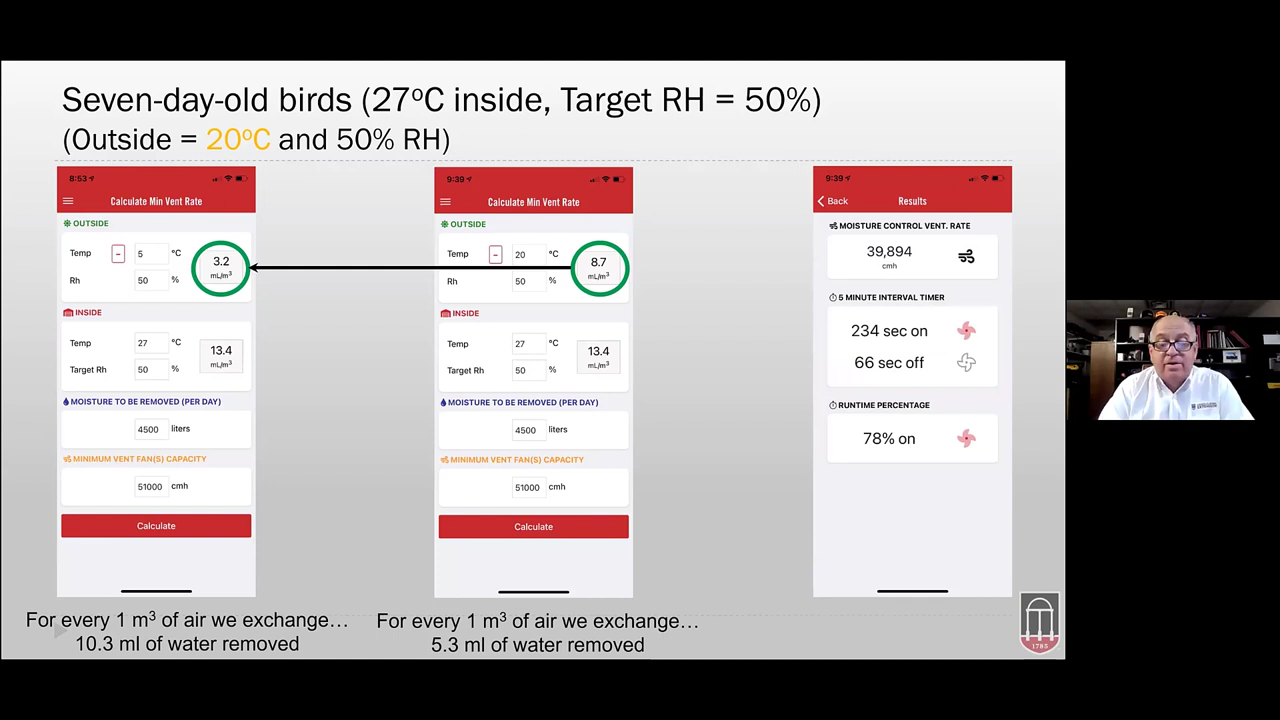 Seven-day-old birds (27ºC inside, Target RH = 50%)
(Outside = 20ºC and 50% RH)
8:53
Calculate Min Vent Rate
OUTSIDE
Temp - 5 °C
3.2
mL/m³
Rh 50 %
INSIDE
Temp 27 °C
13.4
mL/m³
Target Rh 50 %
MOISTURE TO BE REMOVED (PER DAY)
4500 liters
MINIMUM VENT FAN(S) CAPACITY
51000 cmh
Calculate
For every 1 m³ of air we exchange…
10.3 ml of water removed
9:39
Calculate Min Vent Rate
OUTSIDE
Temp - 20 °C
8.7
mL/m³
Rh 50 %
INSIDE
Temp 27 °C
13.4
mL/m³
Target Rh 50 %
MOISTURE TO BE REMOVED (PER DAY)
4500 liters
MINIMUM VENT FAN(S) CAPACITY
51000 cmh
Calculate
For every 1 m³ of air we exchange…
5.3 ml of water removed
9:39
Back Results
MOISTURE CONTROL VENT. RATE
39,894
cmh
5 MINUTE INTERVAL TIMER
234 sec on
66 sec off
RUNTIME PERCENTAGE
78% on
1785